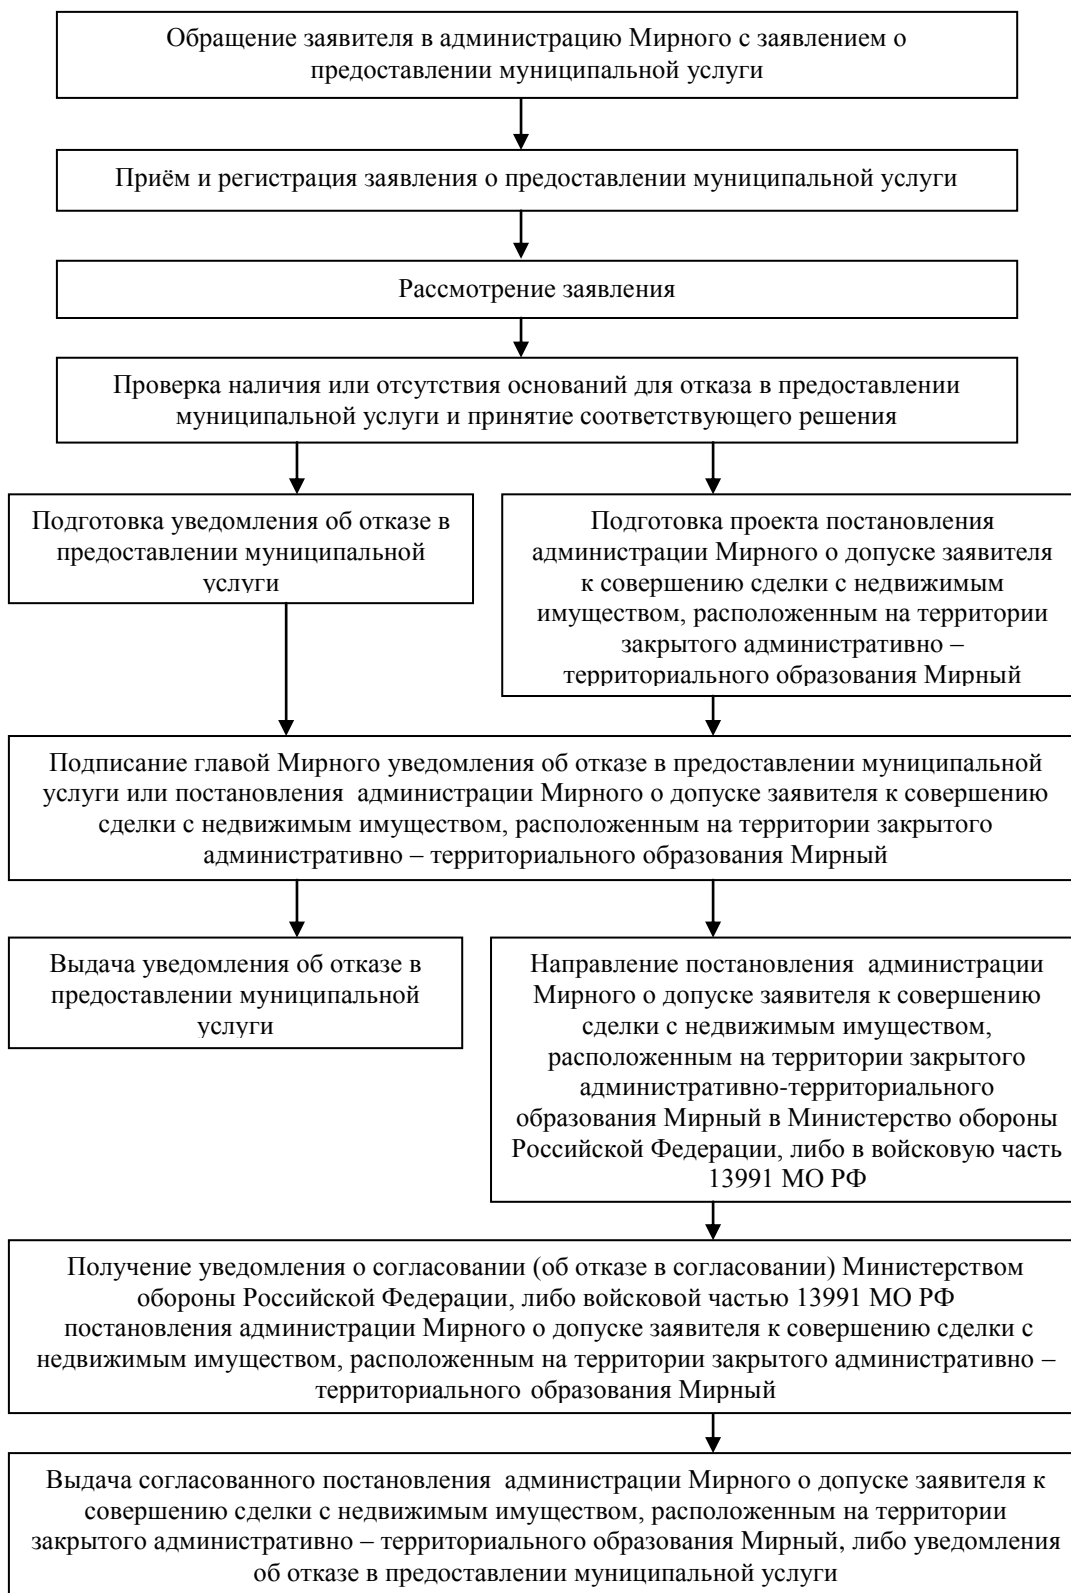 Обращение заявителя в администрацию Мирного с заявлением о
предоставлении муниципальной услуги
Приём и регистрация заявления о предоставлении муниципальной услуги
Рассмотрение заявления
Проверка наличия или отсутствия оснований для отказа в предоставлении
муниципальной услуги и принятие соответствующего решения
Подготовка уведомления об отказе в
предоставлении муниципальной
услуги
Подготовка проекта постановления
администрации Мирного о допуске заявителя
к совершению сделки с недвижимым
имуществом, расположенным на территории
закрытого административно –
территориального образования Мирный
Подписание главой Мирного уведомления об отказе в предоставлении муниципальной
услуги или постановления  администрации Мирного о допуске заявителя к совершению
сделки с недвижимым имуществом, расположенным на территории закрытого
административно – территориального образования Мирный
Выдача уведомления об отказе в
предоставлении муниципальной
услуги
Направление постановления  администрации
Мирного о допуске заявителя к совершению
сделки с недвижимым имуществом,
расположенным на территории закрытого
административно-территориального
образования Мирный в Министерство обороны
Российской Федерации, либо в войсковую часть
13991 МО РФ
Получение уведомления о согласовании (об отказе в согласовании) Министерством
обороны Российской Федерации, либо войсковой частью 13991 МО РФ
постановления администрации Мирного о допуске заявителя к совершению сделки с
недвижимым имуществом, расположенным на территории закрытого административно –
территориального образования Мирный
Выдача согласованного постановления  администрации Мирного о допуске заявителя к
совершению сделки с недвижимым имуществом, расположенным на территории
закрытого административно – территориального образования Мирный, либо уведомления
об отказе в предоставлении муниципальной услуги